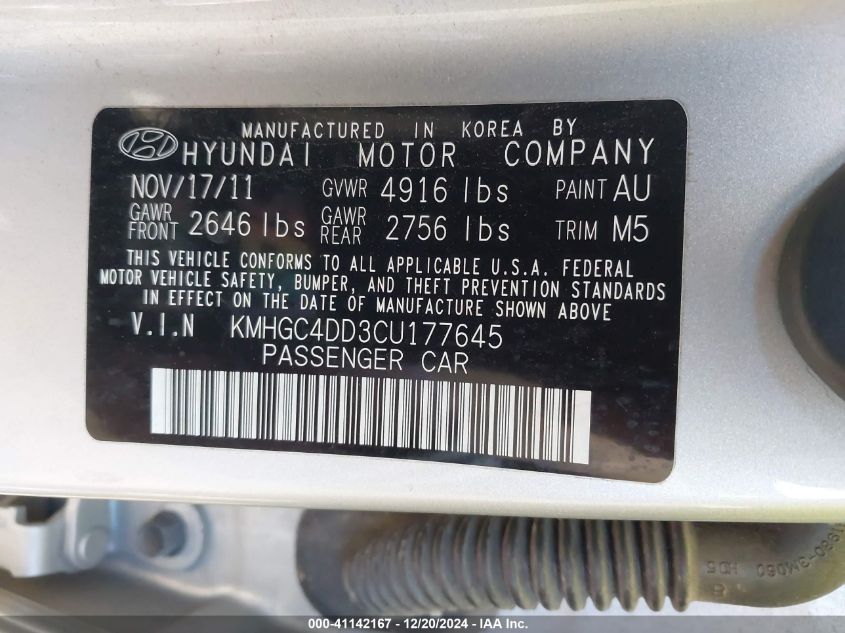 MANUFACTURED IN KOREA BY
HYUNDAI MOTOR COMPANY
NOV/17/11 GVWR 4916 lbs PAINT AU
GAWR FRONT 2646 lbs GAWR REAR 2756 lbs TRIM M5
THIS VEHICLE CONFORMS TO ALL APPLICABLE U.S.A. FEDERAL
MOTOR VEHICLE SAFETY, BUMPER, AND THEFT PREVENTION STANDARDS
IN EFFECT ON THE DATE OF MANUFACTURE SHOWN ABOVE
V.I.N KMHGC4DD3CU177645
PASSENGER CAR
980-3M060
HD5
000-41142167 - 12/20/2024 - IAA Inc.